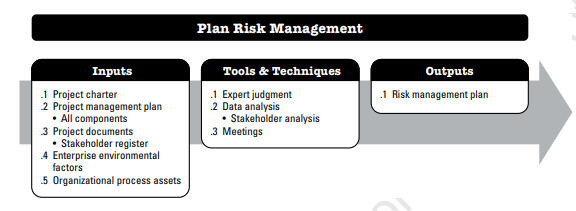 Plan Risk Management
Inputs
.1 Project charter
.2 Project management plan
• All components
.3 Project documents
• Stakeholder register
.4 Enterprise environmental
factors
.5 Organizational process assets
Tools & Techniques
.1 Expert judgment
.2 Data analysis
• Stakeholder analysis
.3 Meetings
Outputs
.1 Risk management plan